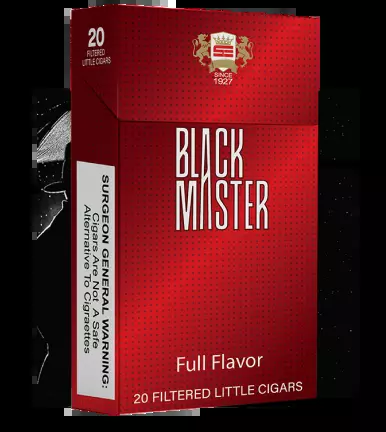 20
FILTERED
LITTLE CIGARS
SINCE
1927
BLACK
MASTER
SURGEON GENERAL WARNING:
Cigars Are Not A Safe
Alternative To Cigraettes
Full Flavor
20 FILTERED LITTLE CIGARS